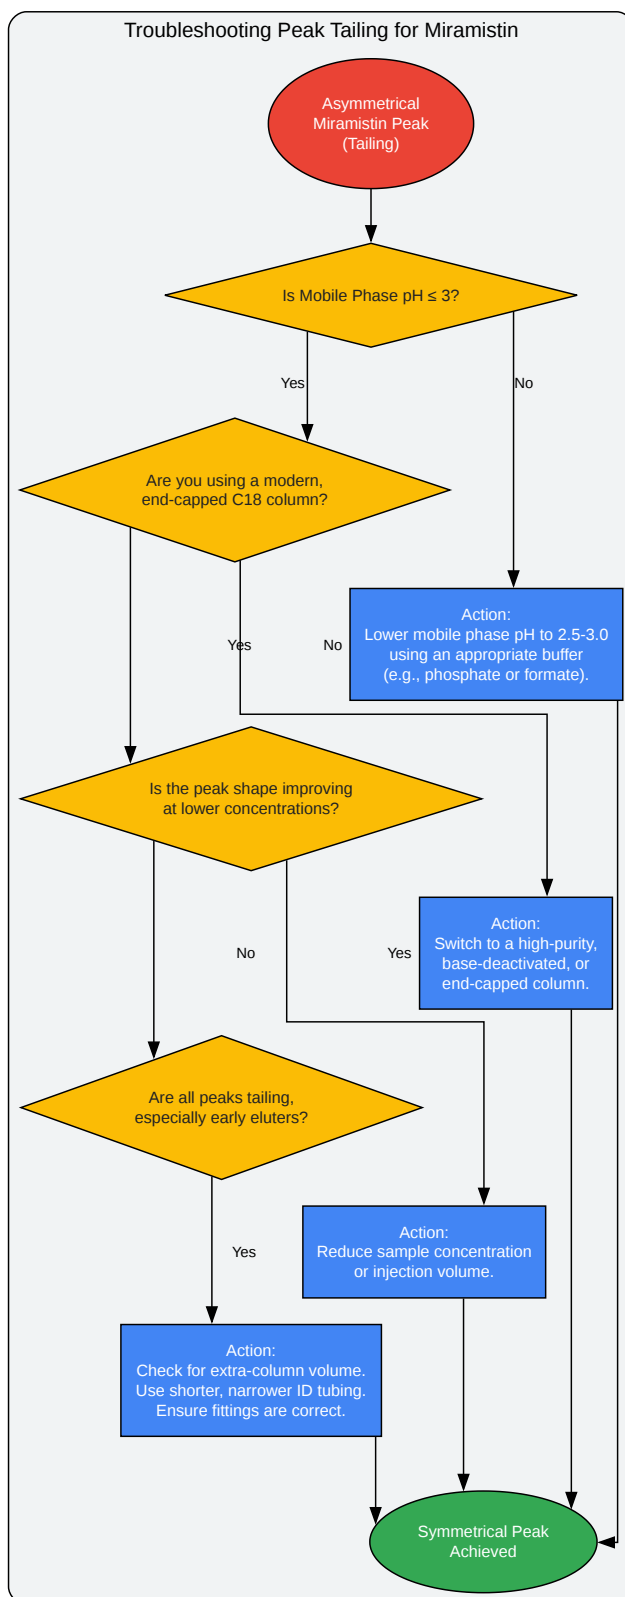 Troubleshooting Peak Tailing for Miramistin
Asymmetrical
Miramistin Peak
(Tailing)
Is Mobile Phase pH ≤ 3?
Yes
No
Are you using a modern,
end-capped C18 column?
Action:
Lower mobile phase pH to 2.5-3.0
using an appropriate buffer
(e.g., phosphate or formate).
Yes
No
Is the peak shape improving
at lower concentrations?
Action:
Switch to a high-purity,
base-deactivated, or
end-capped column.
No
Yes
Are all peaks tailing,
especially early eluters?
Yes
Action:
Reduce sample concentration
or injection volume.
Action:
Check for extra-column volume.
Use shorter, narrower ID tubing.
Ensure fittings are correct.
Symmetrical Peak
Achieved